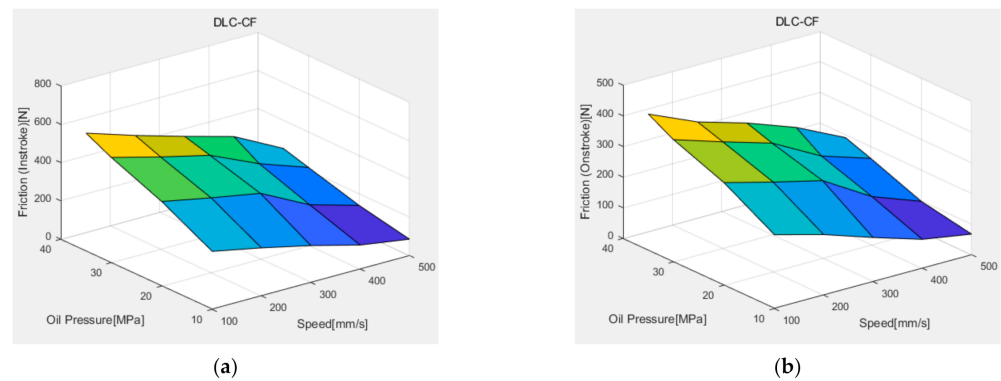 DLC-CF
800
600
400
200
0
Friction (Instroke)[N]
40
30
20
10
Oil Pressure[MPa]
100
200
300
400
500
Speed[mm/s]
(a)
DLC-CF
500
400
300
200
100
0
Friction (Onstroke)[N]
40
30
20
10
Oil Pressure[MPa]
100
200
300
400
500
Speed[mm/s]
(b)